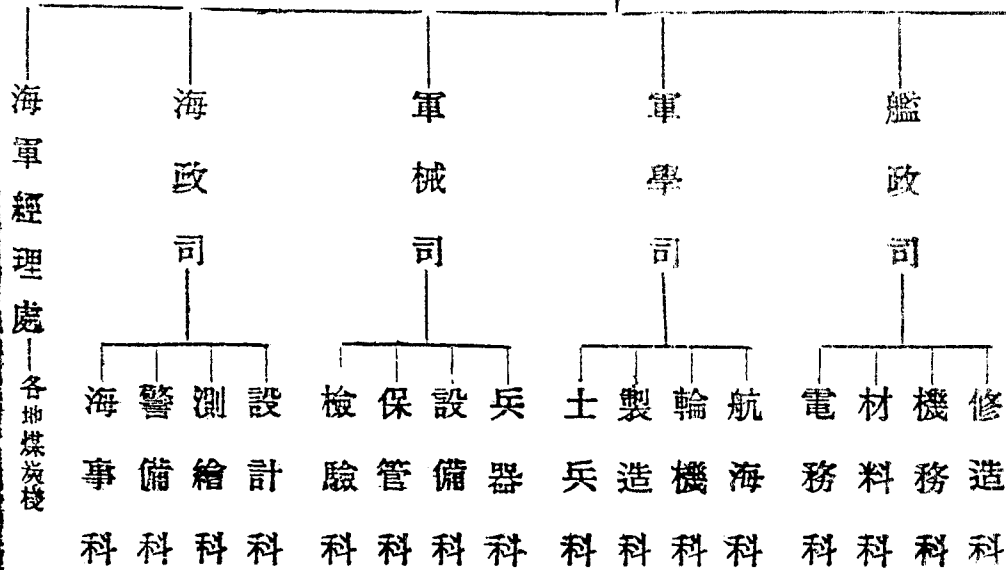 艦政司
修造科
機務科
材料科
電務科
軍學司
航海科
輪機科
製造科
士兵科
軍械司
兵器科
設備科
保管科
檢驗科
海政司
設計科
測繪科
警備科
海事科
海軍經理處
各地煤炭棧